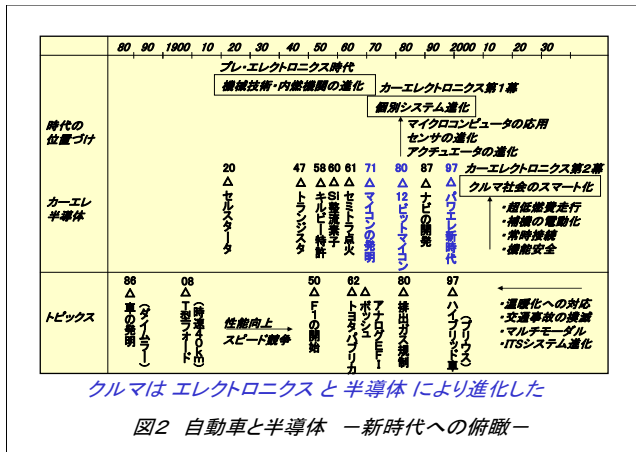 80 90 1900 10 20 30 40 50 60 70 80 90 2000 10 20 30
プレ・エレクトロニクス時代
機械技術・内燃機関の進化
カーエレクトロニクス第1幕
個別システム進化
時代の
位置づけ
マイクロコンピュータの応用
センサの進化
アクチュエータの進化
カーエレクトロニクス第2幕
クルマ社会のスマート化
・超低燃費走行
・補機の電動化
・常時接続
・機能安全
カーエレ
半導体
20 △ セルスタータ
47 △ トランジスタ
58 △ キルビー特許
60 △ SI整流素子
61 △ セミトラ点火
71 △ マイコンの発明
80 △ 12ビットマイコン
87 △ ナビの開発
97 △ パワエレ新時代
トピックス
86 △ 車の発明
(ダイムラー)
08 △ T型フォード
(時速40km)
性能向上
スピード競争
50 △ F1の開始
62 △ トヨタパブリカ
△ ボッシュ
アナログEFI
80 △ 排出ガス規制
97 △ ハイブリッド車
(プリウス)
・温暖化への対応
・交通事故の撲滅
・マルチモーダル
・ITSシステム進化
クルマは エレクトロニクス と 半導体 により進化した
図2 自動車と半導体 －新時代への俯瞰－